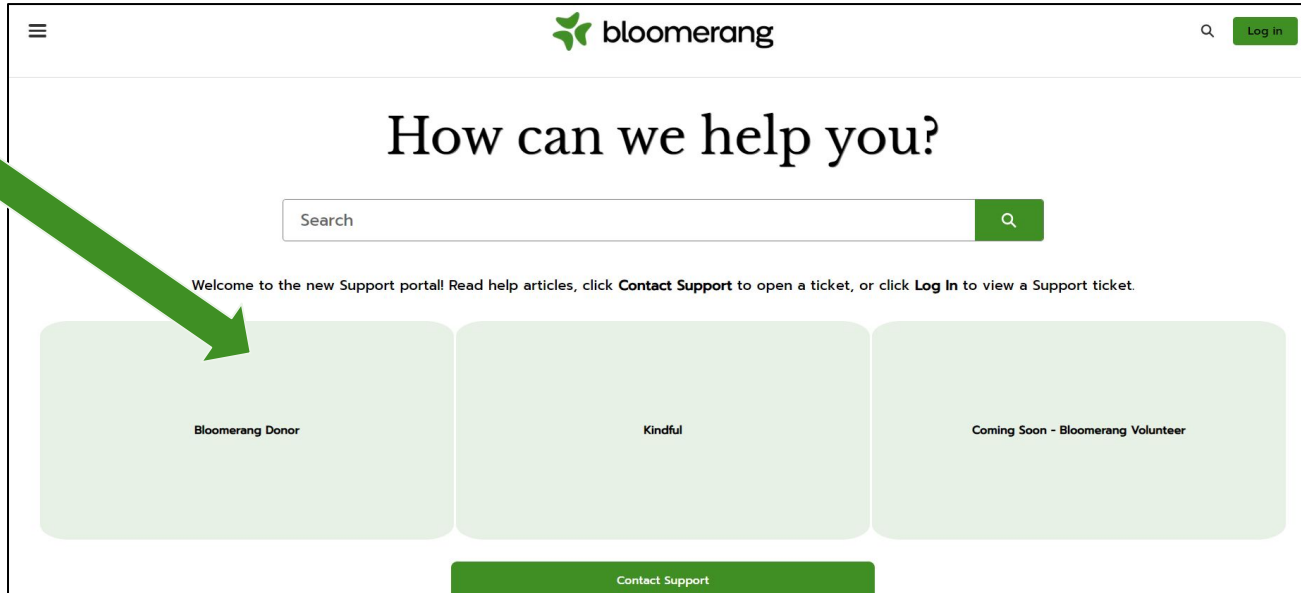 bloomerang
Log in
How can we help you?
Search
Welcome to the new Support portal! Read help articles, click Contact Support to open a ticket, or click Log In to view a Support ticket.
Bloomerang Donor
Kindful
Coming Soon - Bloomerang Volunteer
Contact Support